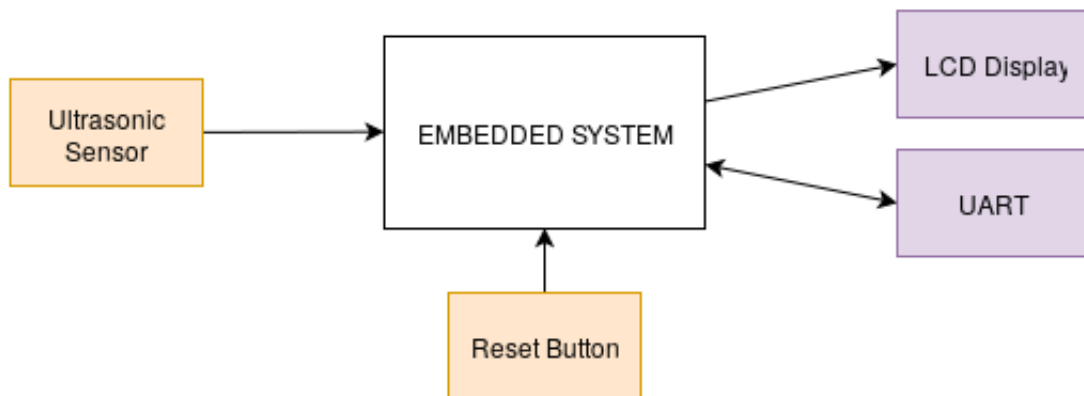 LCD Display
Ultrasonic
Sensor
EMBEDDED SYSTEM
UART
Reset Button